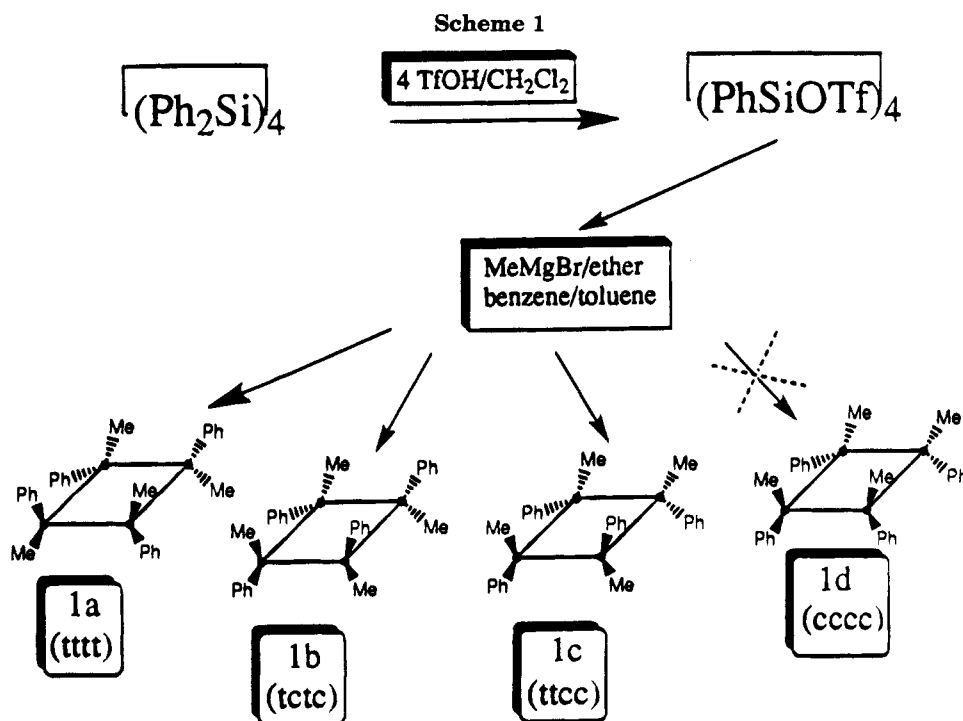 Scheme 1
(Ph₂Si)₄
4 TfOH/CH₂Cl₂
(PhSiOTf)₄
MeMgBr/ether
benzene/toluene
Me Ph
Ph Me
Ph Me
Me Ph
1a
(tttt)
Me Ph
Ph Me
Me Ph
Ph Me
1b
(tctc)
Me Me
Ph Ph
Me Ph
Ph Me
1c
(ttcc)
Me Me
Ph Ph
Me Me
Ph Ph
1d
(cccc)